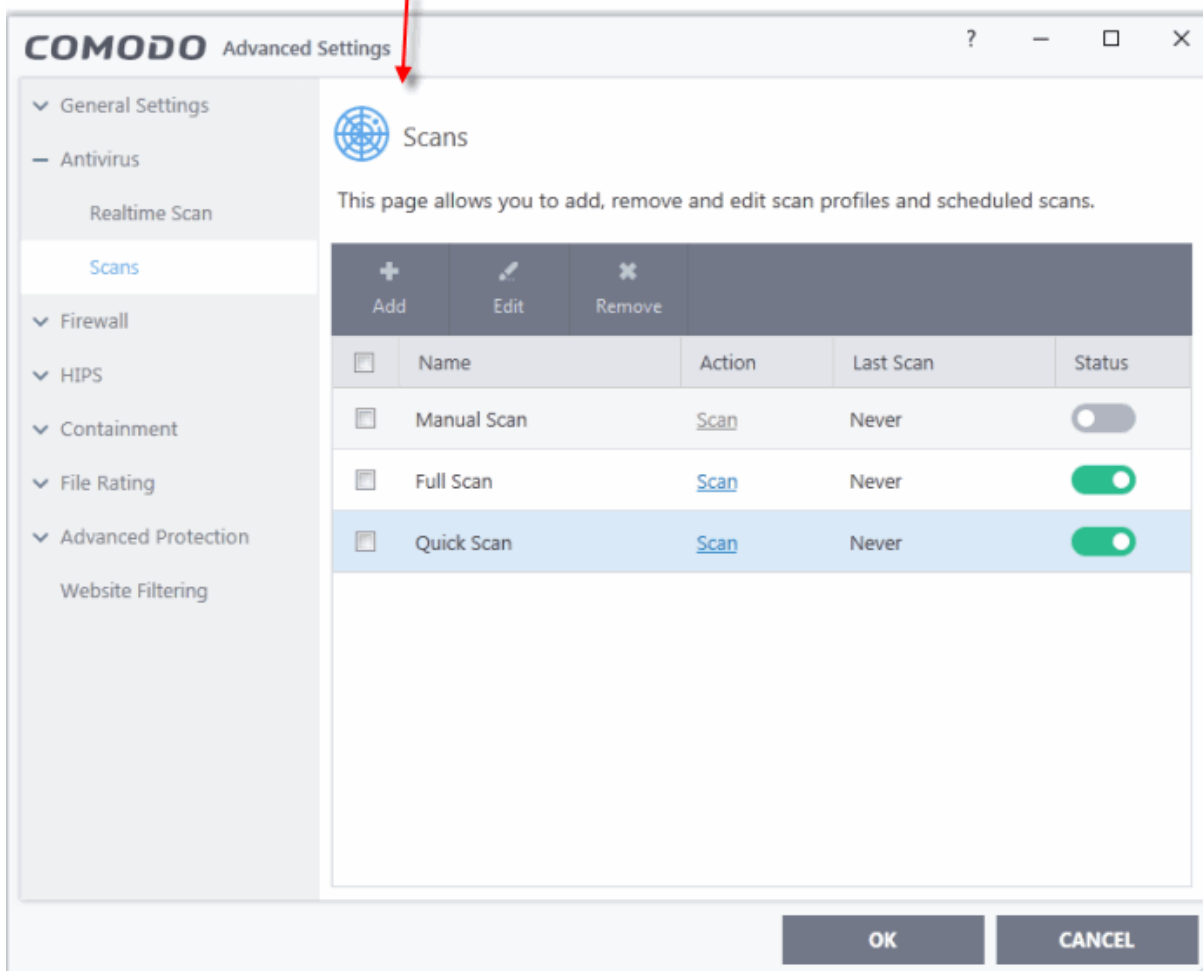 COMODO Advanced Settings ?
General Settings
Antivirus
Realtime Scan
Scans
Firewall
HIPS
Containment
File Rating
Advanced Protection
Website Filtering
Scans
This page allows you to add, remove and edit scan profiles and scheduled scans.
Add Edit Remove
Name Action Last Scan Status
Manual Scan Scan Never
Full Scan Scan Never
Quick Scan Scan Never
OK CANCEL